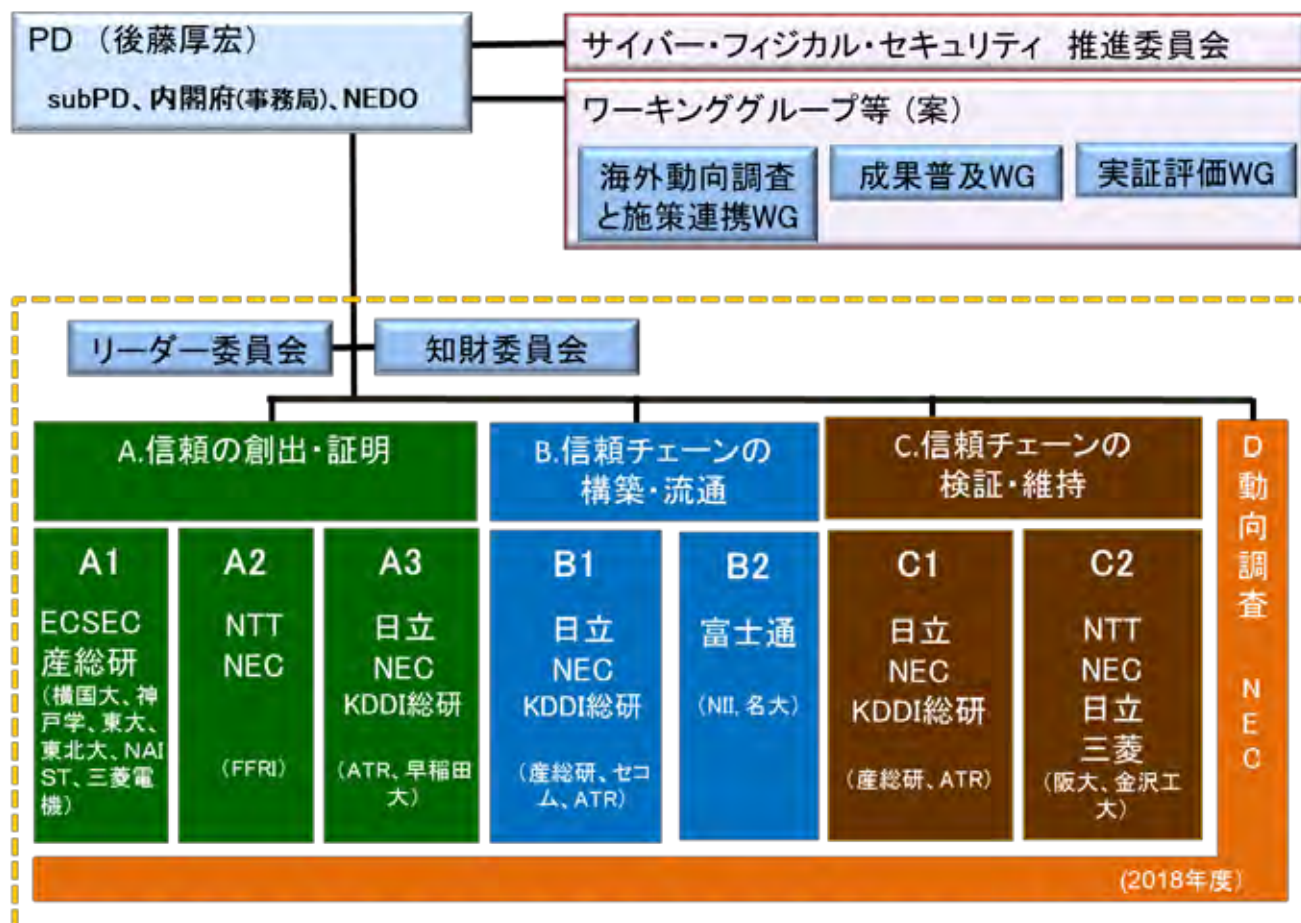 PD （後藤厚宏）
subPD、内閣府(事務局)、NEDO
サイバー・フィジカル・セキュリティ 推進委員会
ワーキンググループ等 (案)
海外動向調査
と施策連携WG
成果普及WG
実証評価WG
リーダー委員会
知財委員会
A.信頼の創出・証明
A1
ECSEC
産総研
(横国大、神
戸学、東大、
東北大、NAI
ST、三菱電
機)
A2
NTT
NEC
(FFRI)
A3
日立
NEC
KDDI総研
(ATR、早稲田
大)
B.信頼チェーンの
構築・流通
B1
日立
NEC
KDDI総研
(産総研、セコ
ム、ATR)
B2
富士通
(NII, 名大)
C.信頼チェーンの
検証・維持
C1
日立
NEC
KDDI総研
(産総研、ATR)
C2
NTT
NEC
日立
三菱
(阪大、金沢工
大)
D動向調査 NEC
(2018年度)